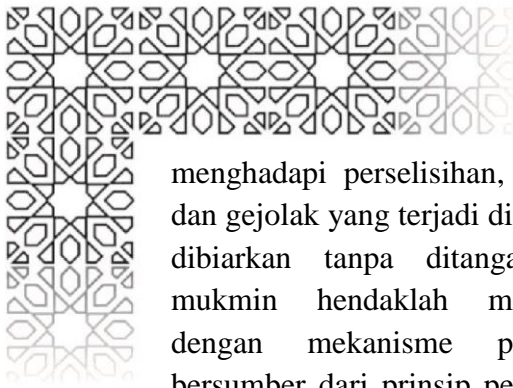 menghadapi perselisihan,
dan gejolak yang terjadi di
dibiarkan tanpa
mukmin hendaklah
dengan mekanisme
bersumber dari prinsip